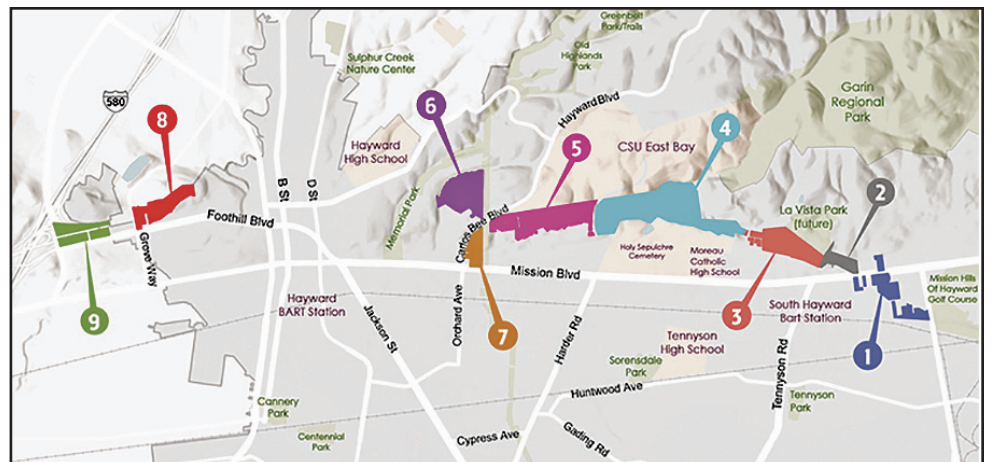 Greenbelt
Park/Trails
Old
Highlands
Park
Sulphur Creek
Nature Center
580
Hayward Blvd
Garin
Regional
Park
6
8
4
5
Hayward
High School
CSU East Bay
2
B St
D St
Memorial Park
La Vista Park
(future)
Foothill Blvd
Carlos Bee Blvd
Grove Way
Holy Sepulchre
Cemetery
Moreau
Catholic
High School
Mission Blvd
Mission Hills
Of Hayward
Golf Course
Hayward
BART Station
Orchard Ave
South Hayward
Bart Station
9
7
3
1
Jackson St
Harder Rd
Tennyson
High School
Sorensdale
Park
Tennyson Rd
Huntwood Ave
Tennyson
Park
Cannery
Park
Centennial
Park
Cypress Ave
Gading Rd